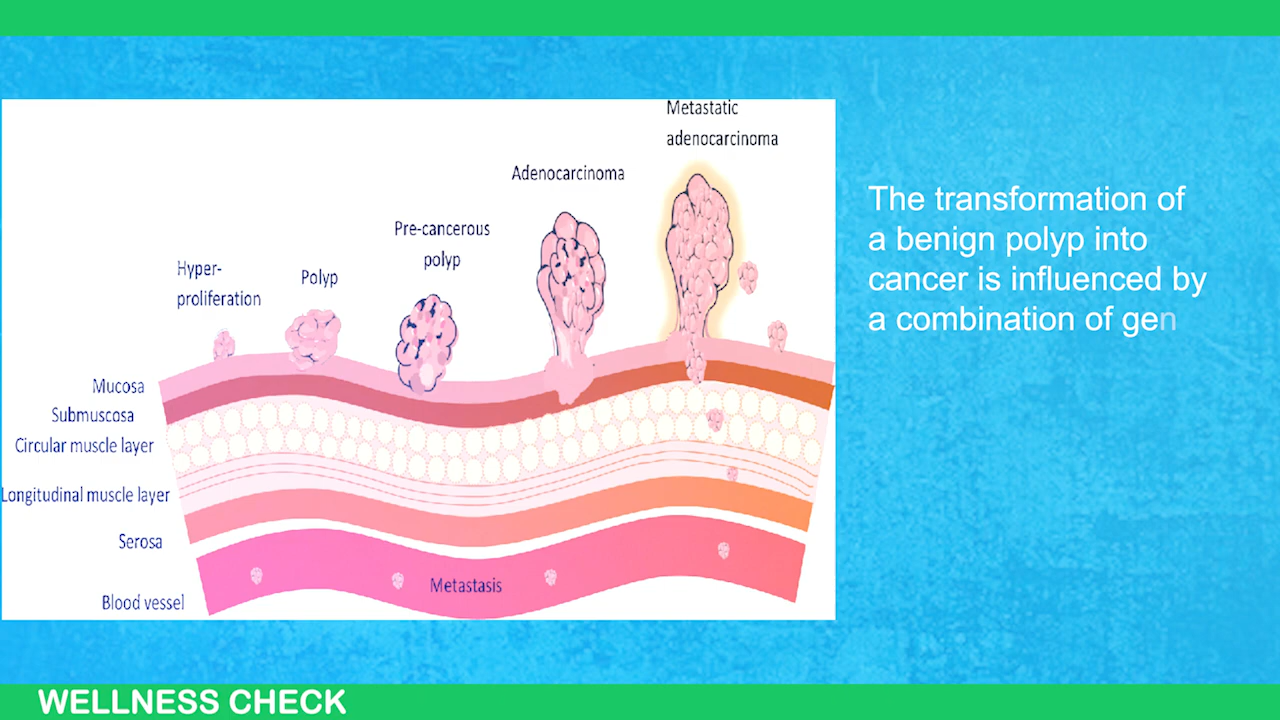 Metastatic
adenocarcinoma
Adenocarcinoma
Pre-cancerous
polyp
Hyper-
proliferation
Polyp
Mucosa
Submuscosa
Circular muscle layer
Longitudinal muscle layer
Serosa
Metastasis
Blood vessel
The transformation of
a benign polyp into
cancer is influenced by
a combination of gen
WELLNESS CHECK